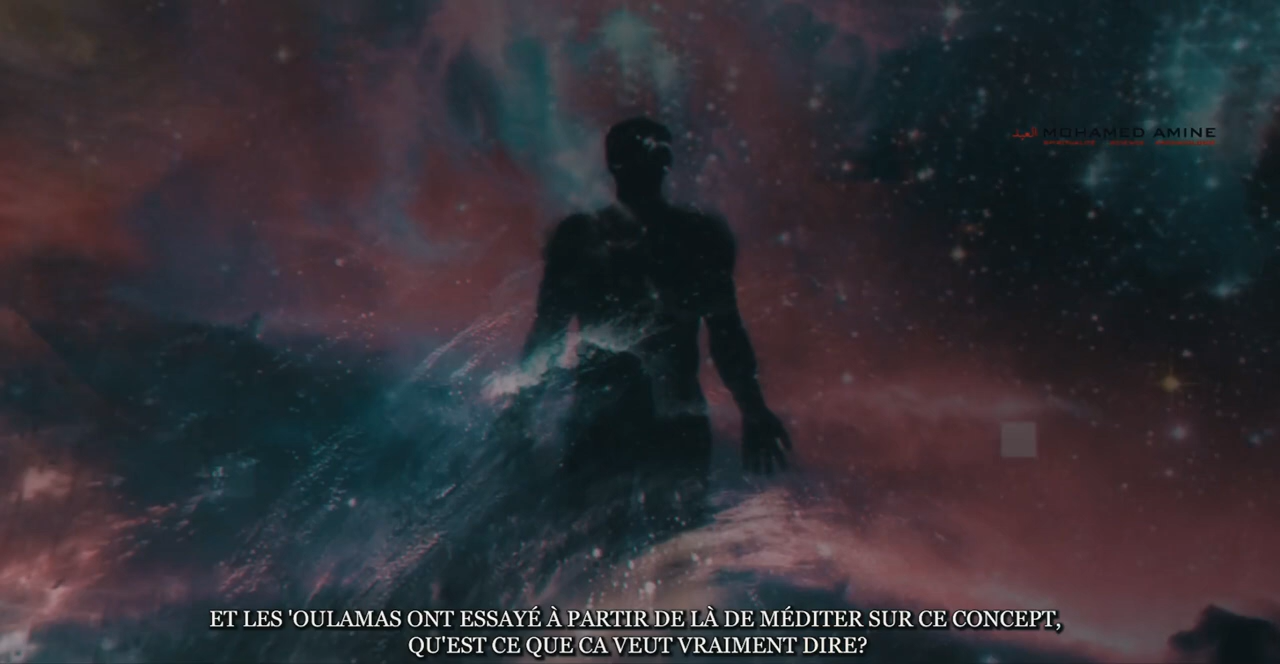 العبد MOHAMED AMINE
ET LES 'OULAMAS ONT ESSAYÉ À PARTIR DE LÀ DE MÉDITER SUR CE CONCEPT,
QU'EST CE QUE CA VEUT VRAIMENT DIRE?